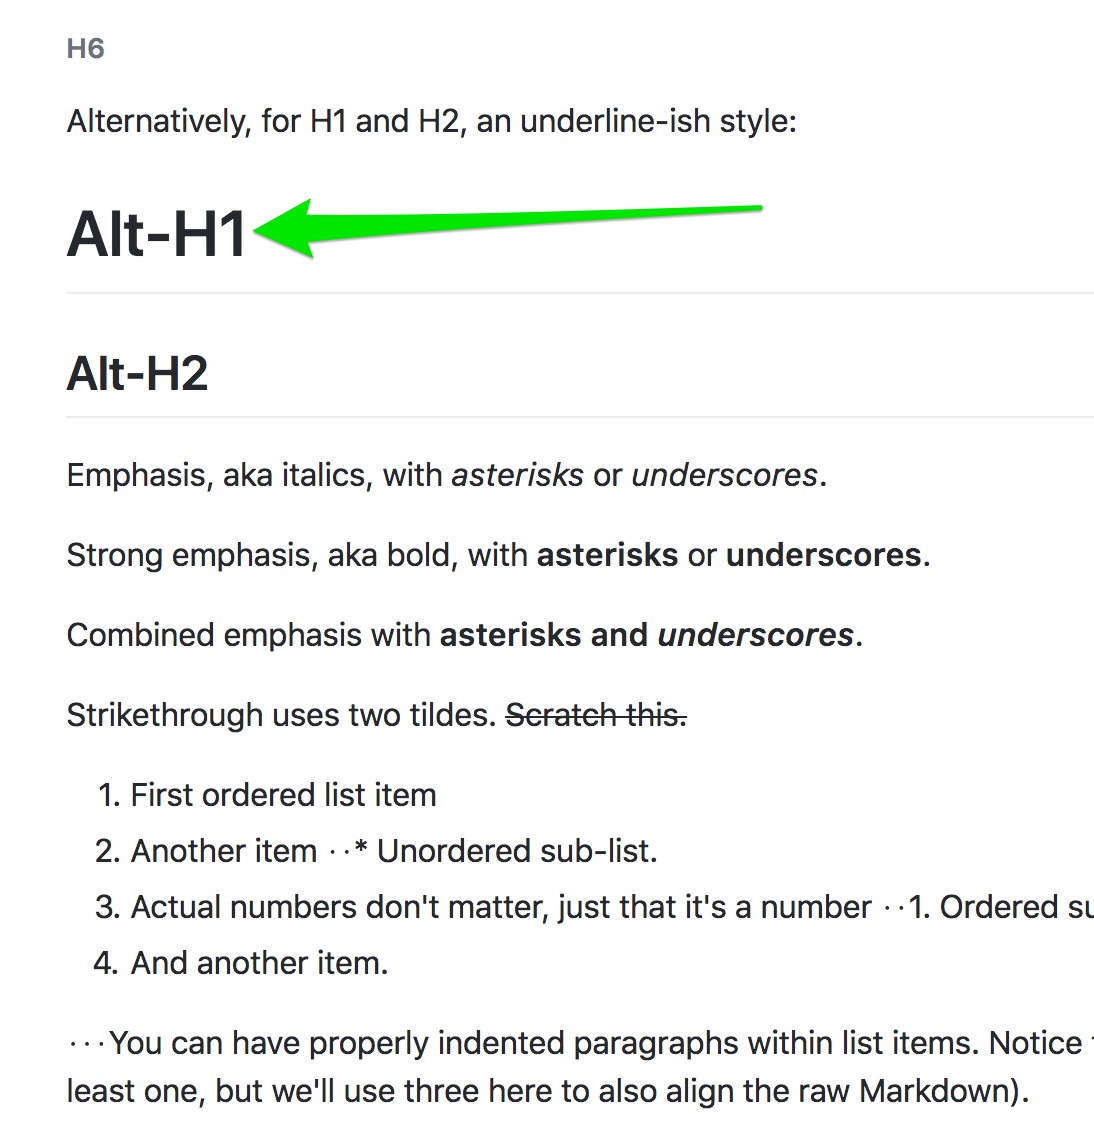 H6
Alternatively, for H1 and H2, an underline-ish style:
Alt-H1
Alt-H2
Emphasis, aka italics, with asterisks or underscores.
Strong emphasis, aka bold, with asterisks or underscores.
Combined emphasis with asterisks and underscores.
Strikethrough uses two tildes. Scratch this.
1. First ordered list item
2. Another item ··* Unordered sub-list.
3. Actual numbers don't matter, just that it's a number ··1. Ordered
4. And another item.
···You can have properly indented paragraphs within list items. Notice
least one, but we'll use three here to also align the raw Markdown).